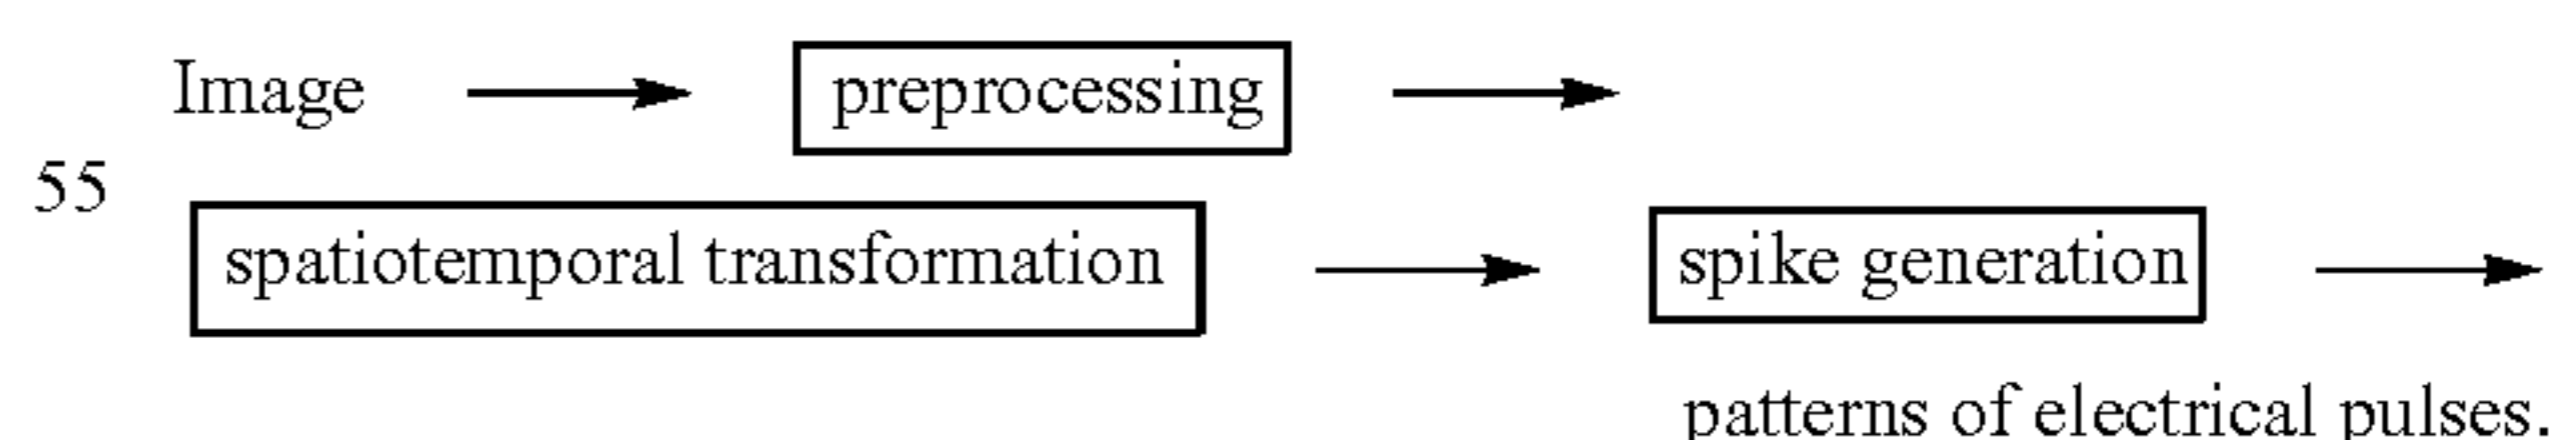 Image preprocessing
55
spatiotemporal transformation spike generation
patterns of electrical pulses.